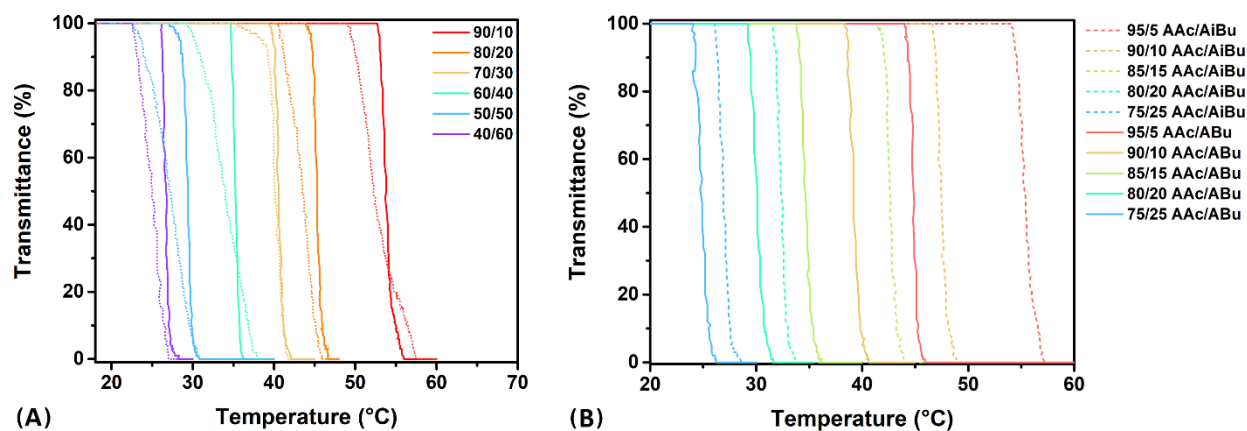 100
80
60
40
20
0
Transmittance (%)
90/10
80/20
70/30
60/40
50/50
40/60
20
30
40
50
60
70
Temperature (°C)
(A)
100
80
60
40
20
0
Transmittance (%)
20
30
40
50
60
Temperature (°C)
(B)
95/5 AAc/AiBu
90/10 AAc/AiBu
85/15 AAc/AiBu
80/20 AAc/AiBu
75/25 AAc/AiBu
95/5 AAc/ABu
90/10 AAc/ABu
85/15 AAc/ABu
80/20 AAc/ABu
75/25 AAc/ABu